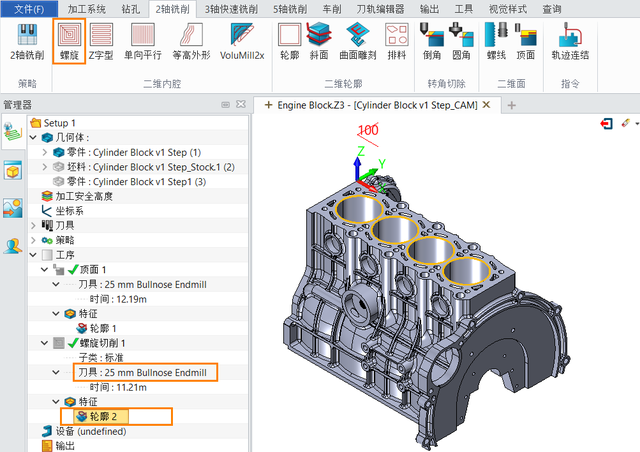 文件(F) 加工系统 钻孔 2轴铣削 3轴快速铣削 5轴铣削 车削 刀轨编辑器 输出 工具 视觉样式 查询
2轴铣削 螺旋 Z字型 单向平行 等高外形 VoluMill2x 轮廓 斜面 曲面雕刻 排料 倒角 圆角 螺线 顶面 轨迹连结
策略 二维内腔 二维轮廓 转角切除 二维面 指令
管理器
Engine Block.Z3 - [Cylinder Block v1 Step_CAM]
Setup 1
几何体 :
零件 : Cylinder Block v1 Step (1)
坯料 : Cylinder Block v1 Step_Stock.1 (2)
零件 : Cylinder Block v1 Step1 (3)
加工安全高度
坐标系
刀具
策略
工序
顶面 1
刀具 : 25 mm Bullnose Endmill
时间 : 12.19m
特征
轮廓 1
螺旋切削 1
子类 : 标准
刀具 : 25 mm Bullnose Endmill
时间 : 11.21m
特征
轮廓 2
设备 (undefined)
输出
100
Z
Y